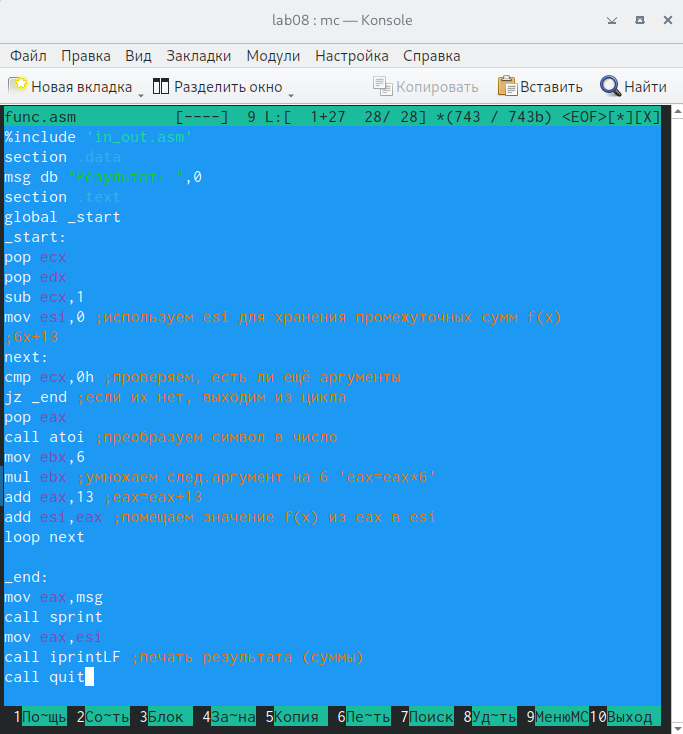 lab08 : mc — Konsole
Файл Правка Вид Закладки Модули Настройка Справка
Новая вкладка Разделить окно Копировать Вставить Найти
func.asm [----] 9 L:[ 1+27 28/ 28] *(743 / 743b) <EOF>[*][X]
%include 'in_out.asm'
section .data
msg db "Результат: ",0
section .text
global _start
_start:
pop ecx
pop edx
sub ecx,1
mov esi,0 ;используем esi для хранения промежуточных сумм f(x)
;6x+13
next:
cmp ecx,0h ;проверяем, есть ли ещё аргументы
jz _end ;если их нет, выходим из цикла
pop eax
call atoi ;преобразуем символ в число
mov ebx,6
mul ebx ;умножаем след.аргумент на 6 'eax=eax*6'
add eax,13 ;eax=eax+13
add esi,eax ;помещаем значение f(x) из eax в esi
loop next
_end:
mov eax,msg
call sprint
mov eax,esi
call iprintLF ;печать результата (суммы)
call quit
1По~щь 2Со~ть 3Блок 4За~на 5Копия 6Пе~ть 7Поиск 8Уд~ть 9МенюMC 10Выход